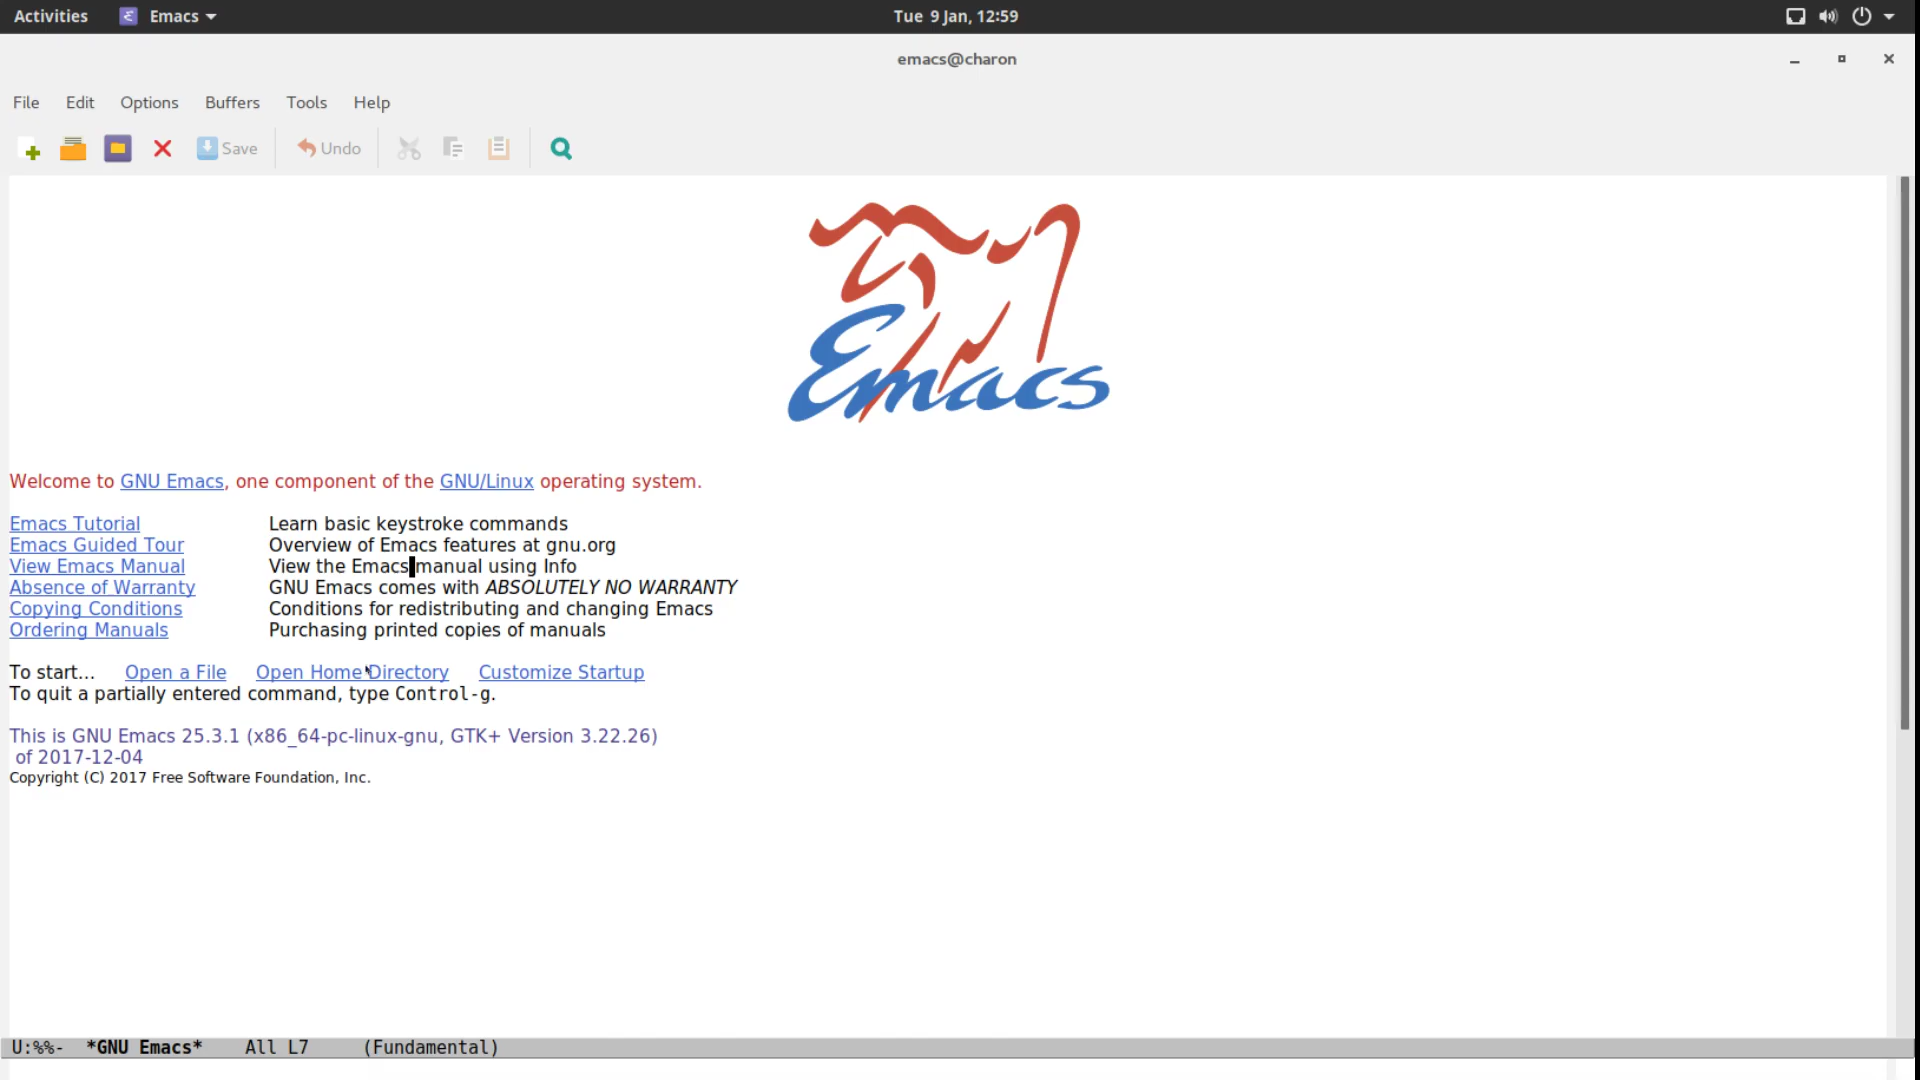 Activities Emacs Tue 9 Jan, 12:59
emacs@charon
File Edit Options Buffers Tools Help
Save Undo
Emacs
Welcome to GNU Emacs, one component of the GNU/Linux operating system.
Emacs Tutorial Learn basic keystroke commands
Emacs Guided Tour Overview of Emacs features at gnu.org
View Emacs Manual View the Emacs manual using Info
Absence of Warranty GNU Emacs comes with ABSOLUTELY NO WARRANTY
Copying Conditions Conditions for redistributing and changing Emacs
Ordering Manuals Purchasing printed copies of manuals
To start... Open a File Open Home Directory Customize Startup
To quit a partially entered command, type Control-g.
This is GNU Emacs 25.3.1 (x86_64-pc-linux-gnu, GTK+ Version 3.22.26)
of 2017-12-04
Copyright (C) 2017 Free Software Foundation, Inc.
U:%%- *GNU Emacs* All L7 (Fundamental)